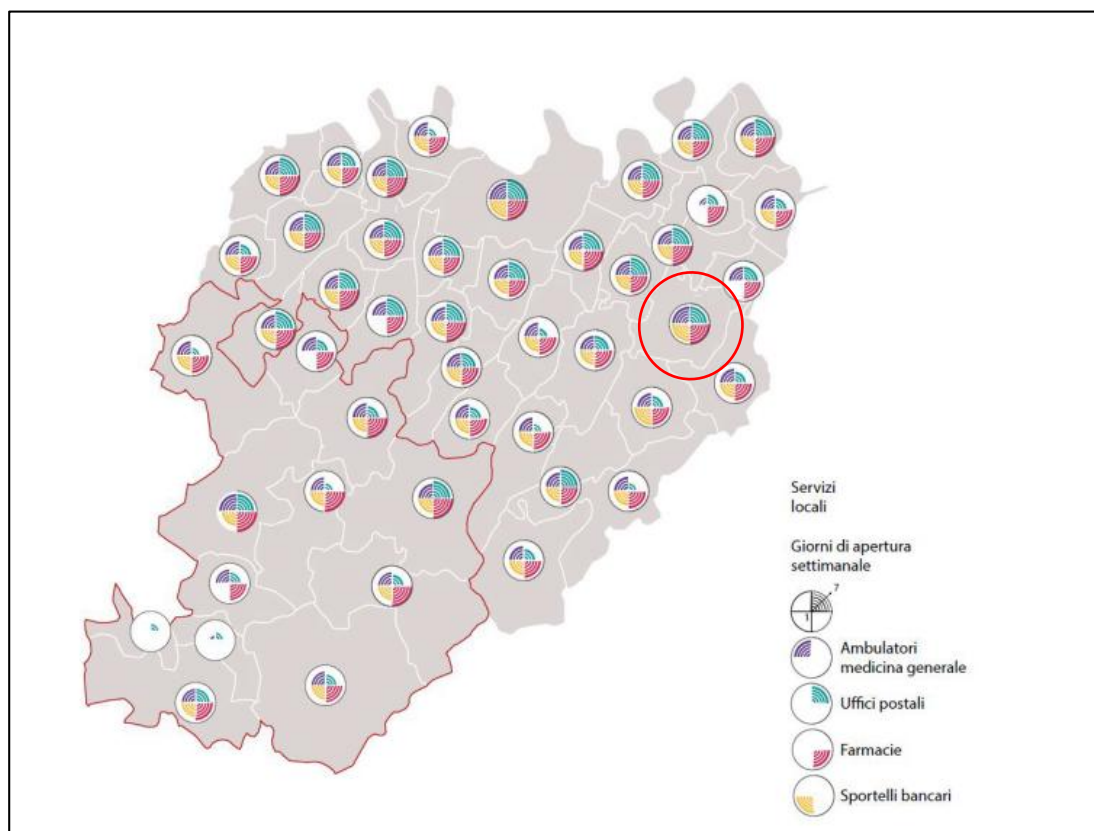 Servizi
locali
Giorni di apertura
settimanale
7
1
Ambulatori
medicina generale
Uffici postali
Farmacie
Sportelli bancari